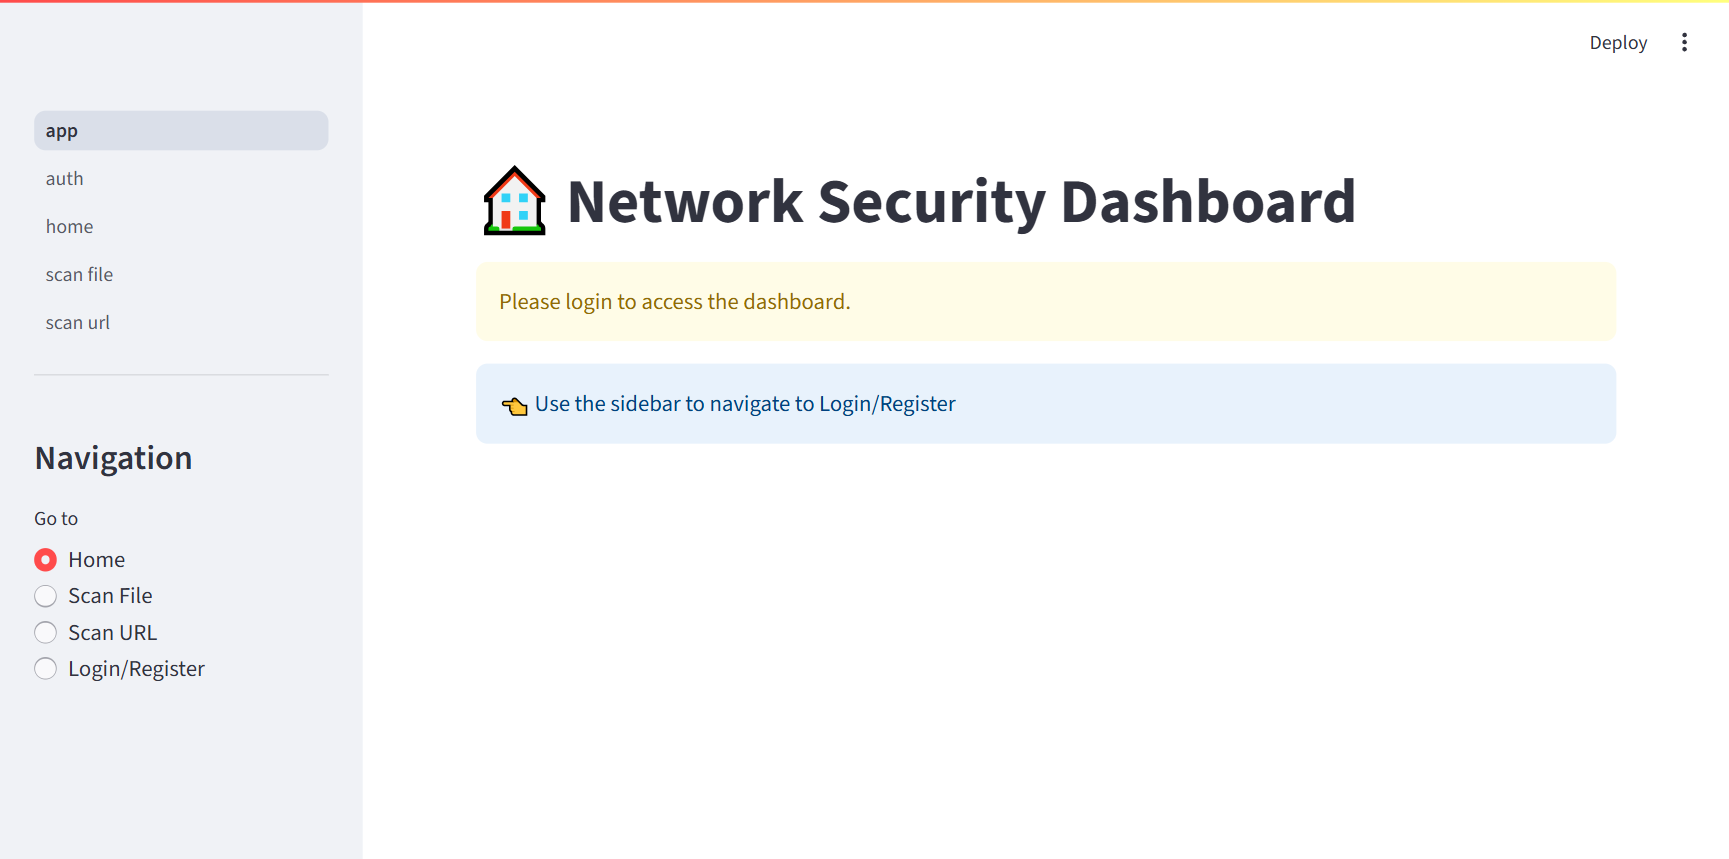 Deploy
app
auth
home
scan file
scan url
Navigation
Go to
Home
Scan File
Scan URL
Login/Register
🏠 Network Security Dashboard
Please login to access the dashboard.
👈 Use the sidebar to navigate to Login/Register